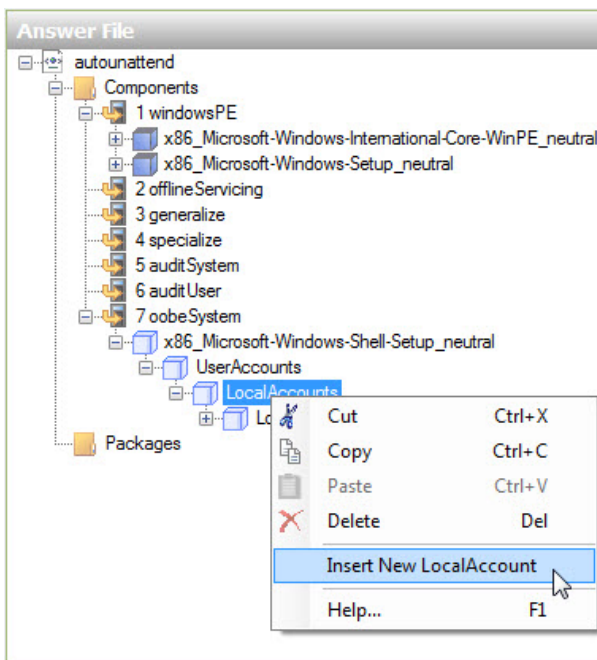 Answer File
autounattend
Components
1 windowsPE
x86_Microsoft-Windows-International-Core-WinPE_neutral
x86_Microsoft-Windows-Setup_neutral
2 offlineServicing
3 generalize
4 specialize
5 auditSystem
6 auditUser
7 oobeSystem
x86_Microsoft-Windows-Shell-Setup_neutral
UserAccounts
LocalAccounts
Lo
Packages
Cut Ctrl+X
Copy Ctrl+C
Paste Ctrl+V
Delete Del
Insert New LocalAccount
Help... F1